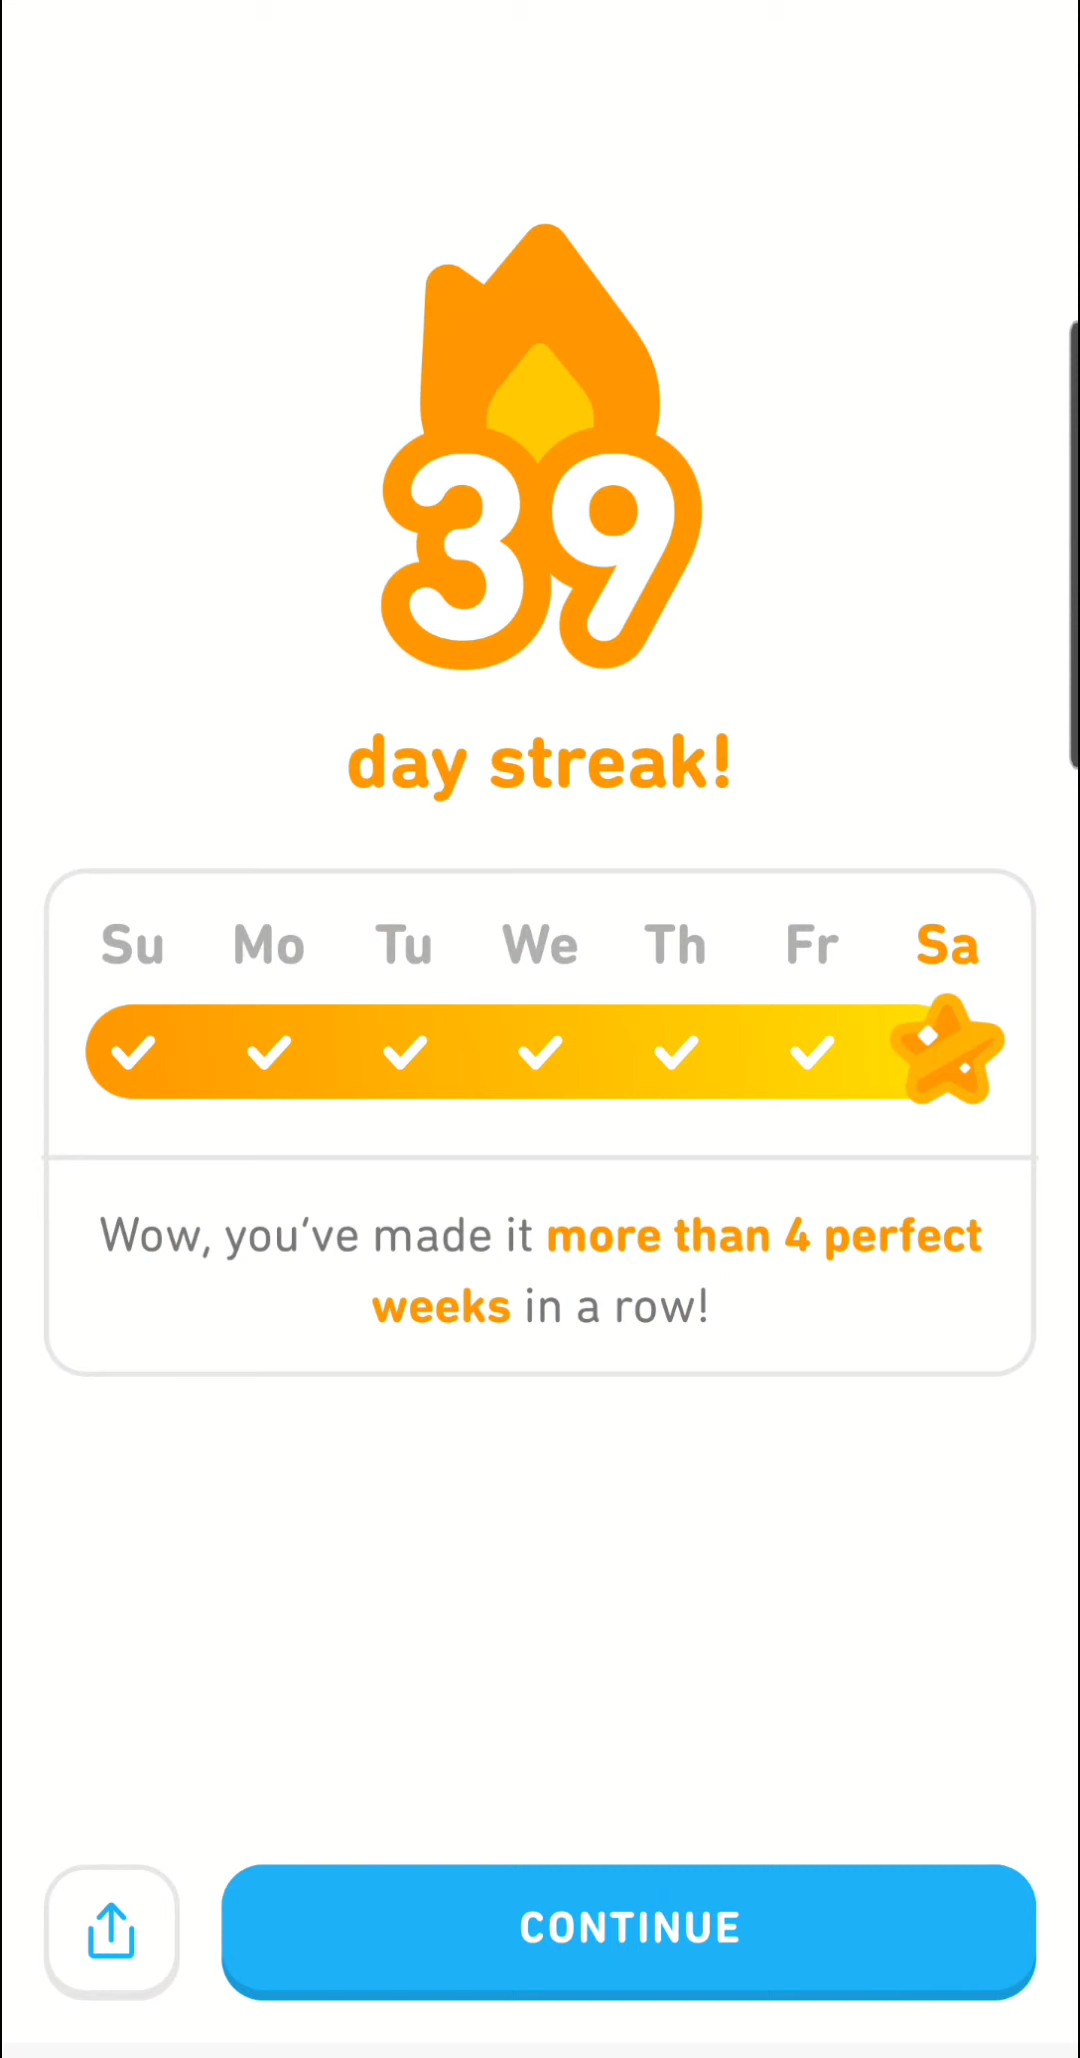 39
day streak!
Su Mo Tu We Th Fr Sa
Wow, you've made it more than 4 perfect
weeks in a row!
CONTINUE